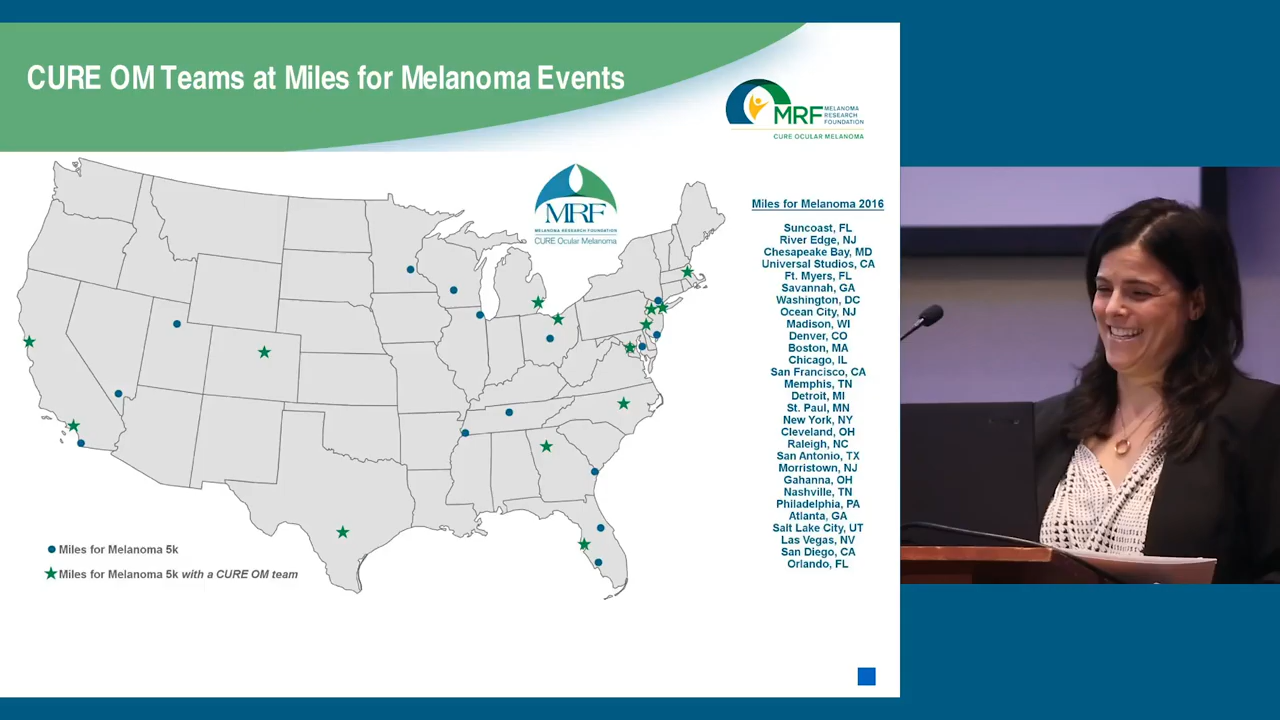 CURE OM Teams at Miles for Melanoma Events
MRF
MELANOMA
RESEARCH
FOUNDATION
CURE OCULAR MELANOMA
MRF
MELANOMA RESEARCH FOUNDATION
CURE Ocular Melanoma
Miles for Melanoma 2016
Suncoast, FL
River Edge, NJ
Chesapeake Bay, MD
Universal Studios, CA
Ft. Myers, FL
Savannah, GA
Washington, DC
Ocean City, NJ
Madison, WI
Denver, CO
Boston, MA
Chicago, IL
San Francisco, CA
Memphis, TN
Detroit, MI
St. Paul, MN
New York, NY
Cleveland, OH
Raleigh, NC
San Antonio, TX
Morristown, NJ
Gahanna, OH
Nashville, TN
Philadelphia, PA
Atlanta, GA
Salt Lake City, UT
Las Vegas, NV
San Diego, CA
Orlando, FL
Miles for Melanoma 5k
Miles for Melanoma 5k with a CURE OM team